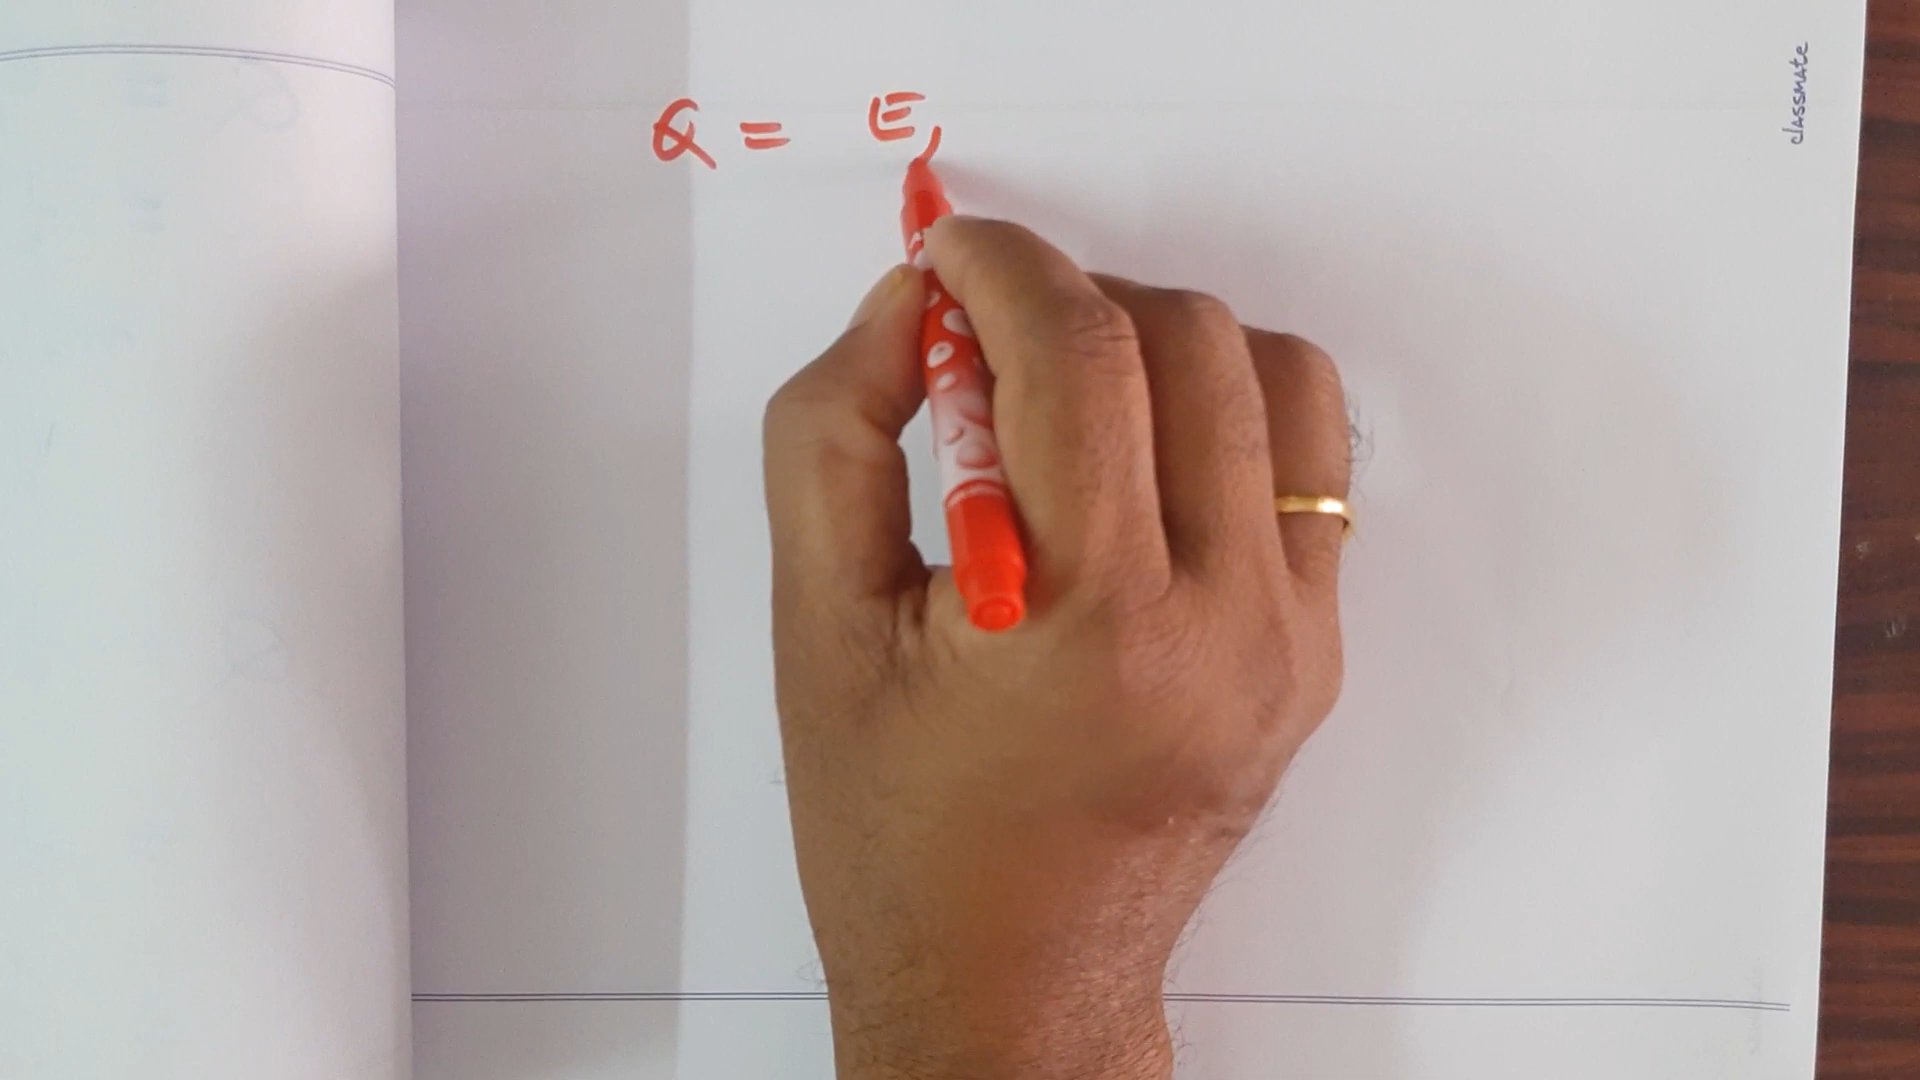 Q = E,
classmate